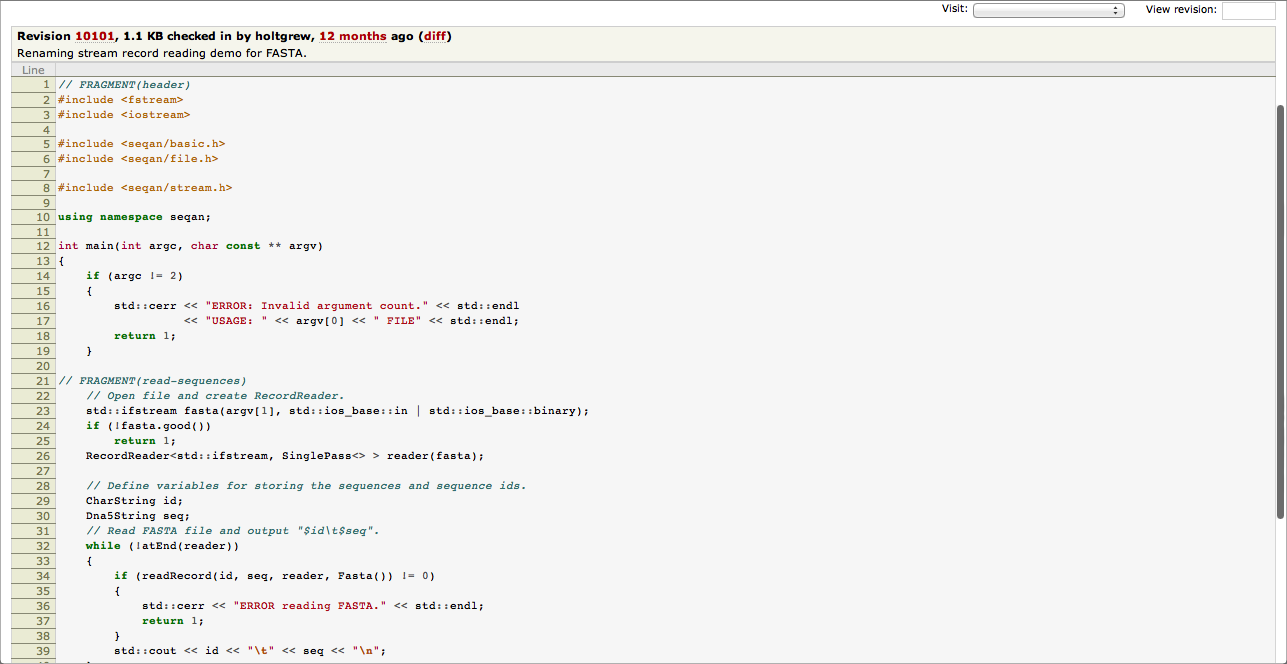 Visit: View revision:
Revision 10101, 1.1 KB checked in by holtgrew, 12 months ago (diff)
Renaming stream record reading demo for FASTA.
Line
1 // FRAGMENT(header)
2 #include <fstream>
3 #include <iostream>
4
5 #include <seqan/basic.h>
6 #include <seqan/file.h>
7
8 #include <seqan/stream.h>
9
10 using namespace seqan;
11
12 int main(int argc, char const ** argv)
13 {
14     if (argc != 2)
15     {
16         std::cerr << "ERROR: Invalid argument count." << std::endl
17                   << "USAGE: " << argv[0] << " FILE" << std::endl;
18         return 1;
19     }
20
21 // FRAGMENT(read-sequences)
22     // Open file and create RecordReader.
23     std::ifstream fasta(argv[1], std::ios_base::in | std::ios_base::binary);
24     if (!fasta.good())
25         return 1;
26     RecordReader<std::ifstream, SinglePass<> > reader(fasta);
27
28     // Define variables for storing the sequences and sequence ids.
29     CharString id;
30     Dna5String seq;
31     // Read FASTA file and output "$id\t$seq".
32     while (!atEnd(reader))
33     {
34         if (readRecord(id, seq, reader, Fasta()) != 0)
35         {
36             std::cerr << "ERROR reading FASTA." << std::endl;
37             return 1;
38         }
39         std::cout << id << "\t" << seq << "\n";